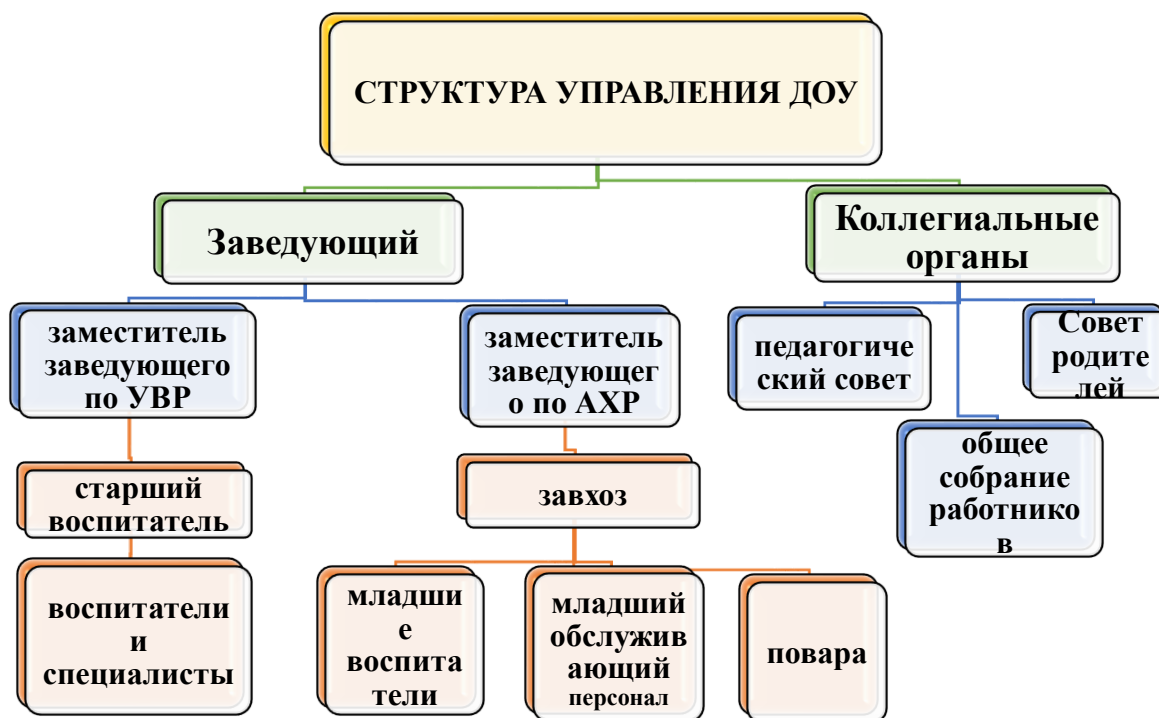 СТРУКТУРА УПРАВЛЕНИЯ ДОУ
Заведующий
Коллегиальные
органы
заместитель
заведующего
по УВР
заместитель
заведующег
о по АХР
педагогиче
ский совет
Совет
родите
лей
общее
собрание
работнико
в
старший
воспитатель
завхоз
воспитатели
и
специалисты
младши
е
воспита
тели
младший
обслужив
ающий
персонал
повара